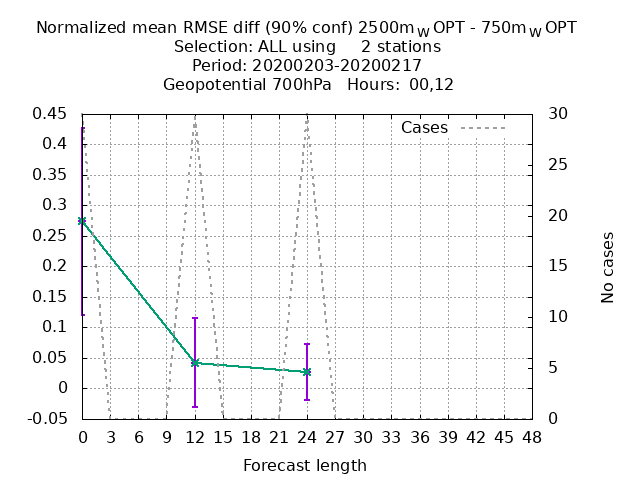 Normalized mean RMSE diff (90% conf) 2500m_W OPT - 750m_W OPT
Selection: ALL using 2 stations
Period: 20200203-20200217
Geopotential 700hPa Hours: 00,12
Cases
0.45
0.4
0.35
0.3
0.25
0.2
0.15
0.1
0.05
0
-0.05
30
25
20
15
10
5
0
No cases
0 3 6 9 12 15 18 21 24 27 30 33 36 39 42 45 48
Forecast length